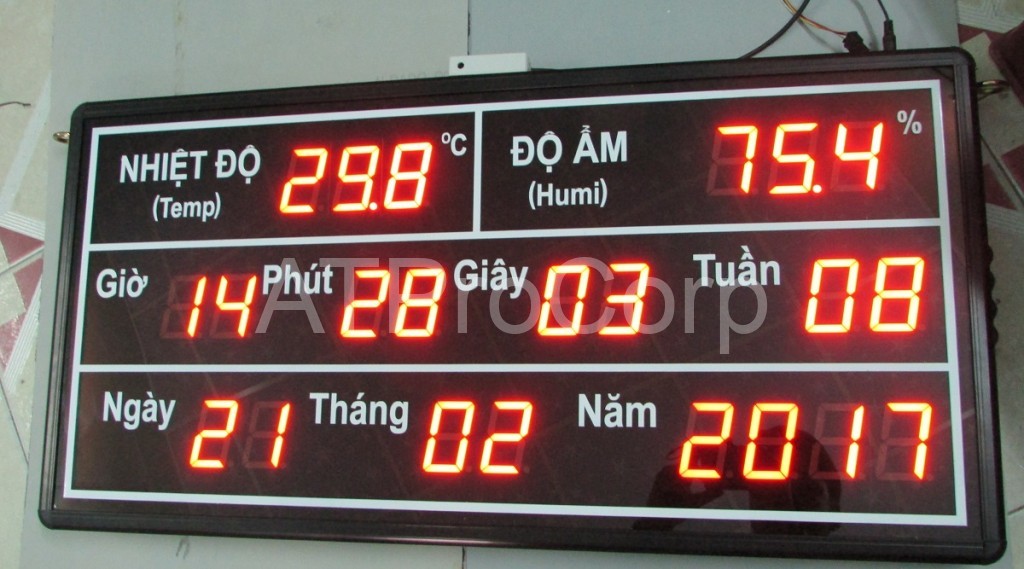 NHIỆT ĐỘ 29.8 ºC
(Temp)
ĐỘ ẨM 75.4 %
(Humi)
Giờ 14 Phút 28 Giây 03 Tuần 08
ATProCorp
Ngày 21 Tháng 02 Năm 2017